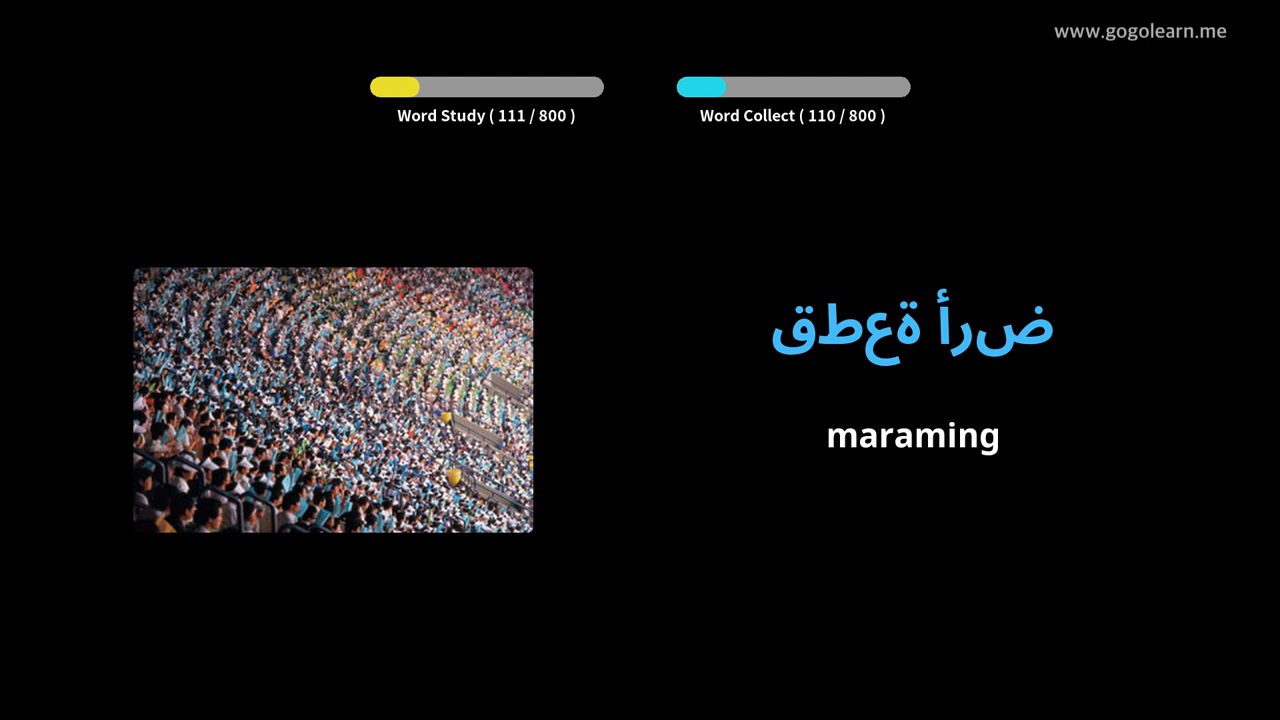 www.gogolearn.me
Word Study ( 111 / 800 )
Word Collect ( 110 / 800 )
ضرأ ةعطق
maraming